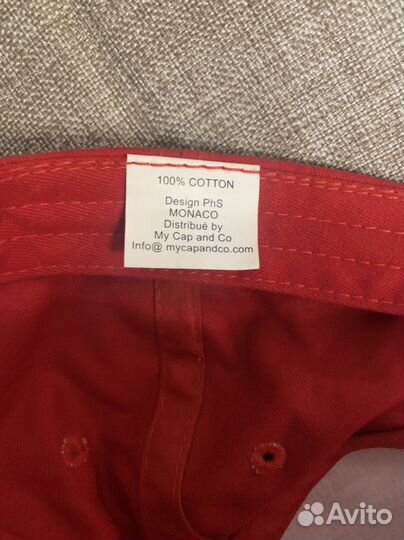 100% COTTON
Design PhS
MONACO
Distribué by
My Cap and Co
Info@ mycapandco.com
Avito